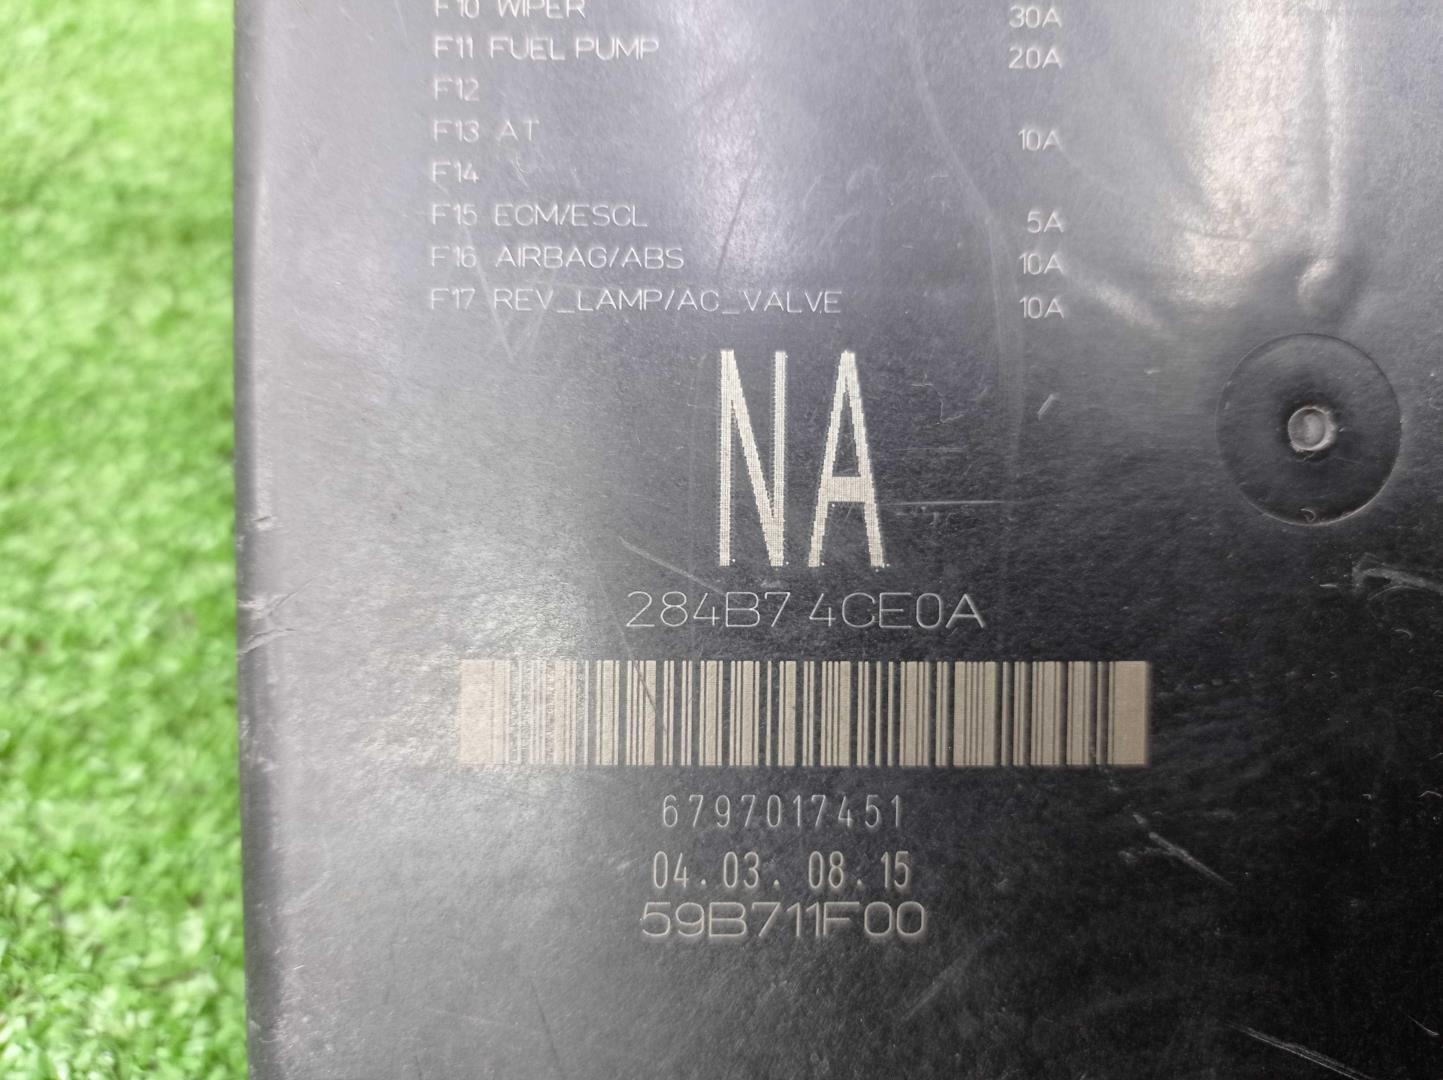 F10 WIPER 30A
F11 FUEL PUMP 20A
F12
F13 AT 10A
F14
F15 ECM/ESCL 5A
F16 AIRBAG/ABS 10A
F17 REV_LAMP/AC_VALVE 10A
NA
284B7 4CE0A
6797017451
04.03. 08.15
59B711F00